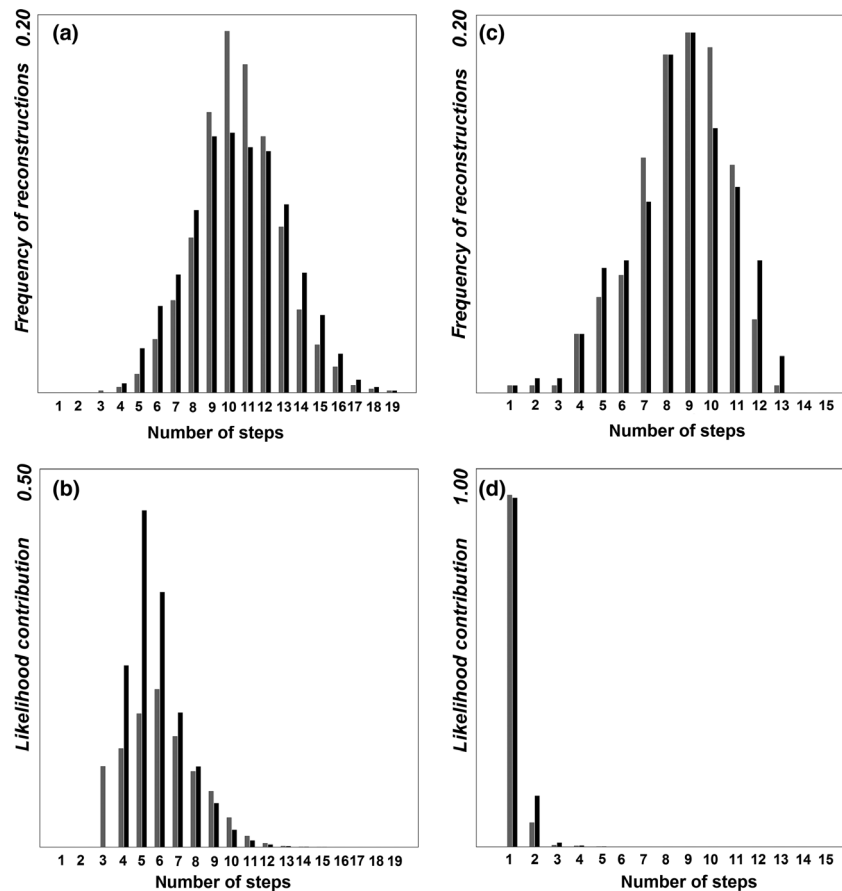 0.20
(a)
Frequency of reconstructions
1 2 3 4 5 6 7 8 9 10 11 12 13 14 15 16 17 18 19
Number of steps
0.20
(c)
Frequency of reconstructions
1 2 3 4 5 6 7 8 9 10 11 12 13 14 15
Number of steps
0.50
(b)
Likelihood contribution
1 2 3 4 5 6 7 8 9 10 11 12 13 14 15 16 17 18 19
Number of steps
1.00
(d)
Likelihood contribution
1 2 3 4 5 6 7 8 9 10 11 12 13 14 15
Number of steps